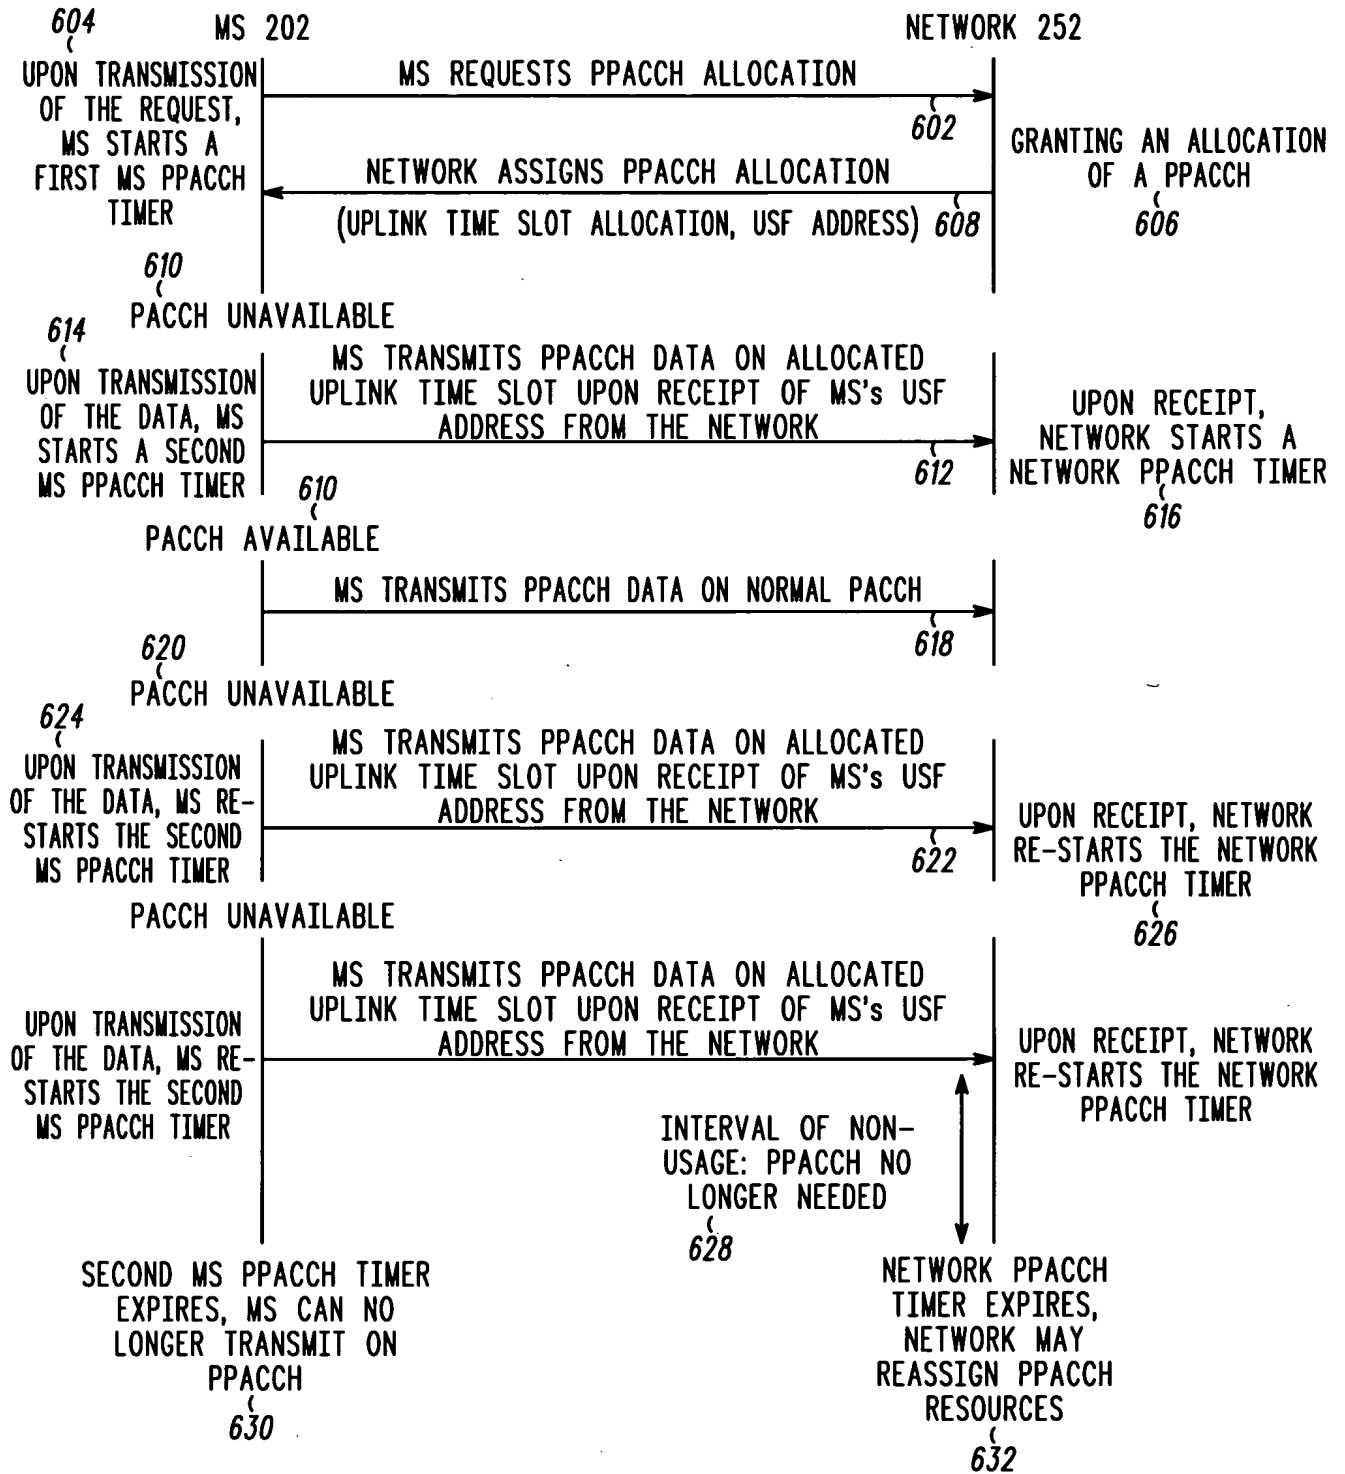 604
MS 202
NETWORK 252
UPON TRANSMISSION
OF THE REQUEST,
MS STARTS A
FIRST MS PPACCH
TIMER
MS REQUESTS PPACCH ALLOCATION
602
GRANTING AN ALLOCATION
OF A PPACCH
606
NETWORK ASSIGNS PPACCH ALLOCATION
(UPLINK TIME SLOT ALLOCATION, USF ADDRESS)
608
610
PACCH UNAVAILABLE
614
UPON TRANSMISSION
OF THE DATA, MS
STARTS A SECOND
MS PPACCH TIMER
MS TRANSMITS PPACCH DATA ON ALLOCATED
UPLINK TIME SLOT UPON RECEIPT OF MS's USF
ADDRESS FROM THE NETWORK
612
UPON RECEIPT,
NETWORK STARTS A
NETWORK PPACCH TIMER
616
610
PACCH AVAILABLE
MS TRANSMITS PPACCH DATA ON NORMAL PACCH
618
620
PACCH UNAVAILABLE
624
UPON TRANSMISSION
OF THE DATA, MS RE-
STARTS THE SECOND
MS PPACCH TIMER
MS TRANSMITS PPACCH DATA ON ALLOCATED
UPLINK TIME SLOT UPON RECEIPT OF MS's USF
ADDRESS FROM THE NETWORK
622
UPON RECEIPT, NETWORK
RE-STARTS THE NETWORK
PPACCH TIMER
626
PACCH UNAVAILABLE
UPON TRANSMISSION
OF THE DATA, MS RE-
STARTS THE SECOND
MS PPACCH TIMER
MS TRANSMITS PPACCH DATA ON ALLOCATED
UPLINK TIME SLOT UPON RECEIPT OF MS's USF
ADDRESS FROM THE NETWORK
UPON RECEIPT, NETWORK
RE-STARTS THE NETWORK
PPACCH TIMER
INTERVAL OF NON-
USAGE: PPACCH NO
LONGER NEEDED
628
SECOND MS PPACCH TIMER
EXPIRES, MS CAN NO
LONGER TRANSMIT ON
PPACCH
630
NETWORK PPACCH
TIMER EXPIRES,
NETWORK MAY
REASSIGN PPACCH
RESOURCES
632